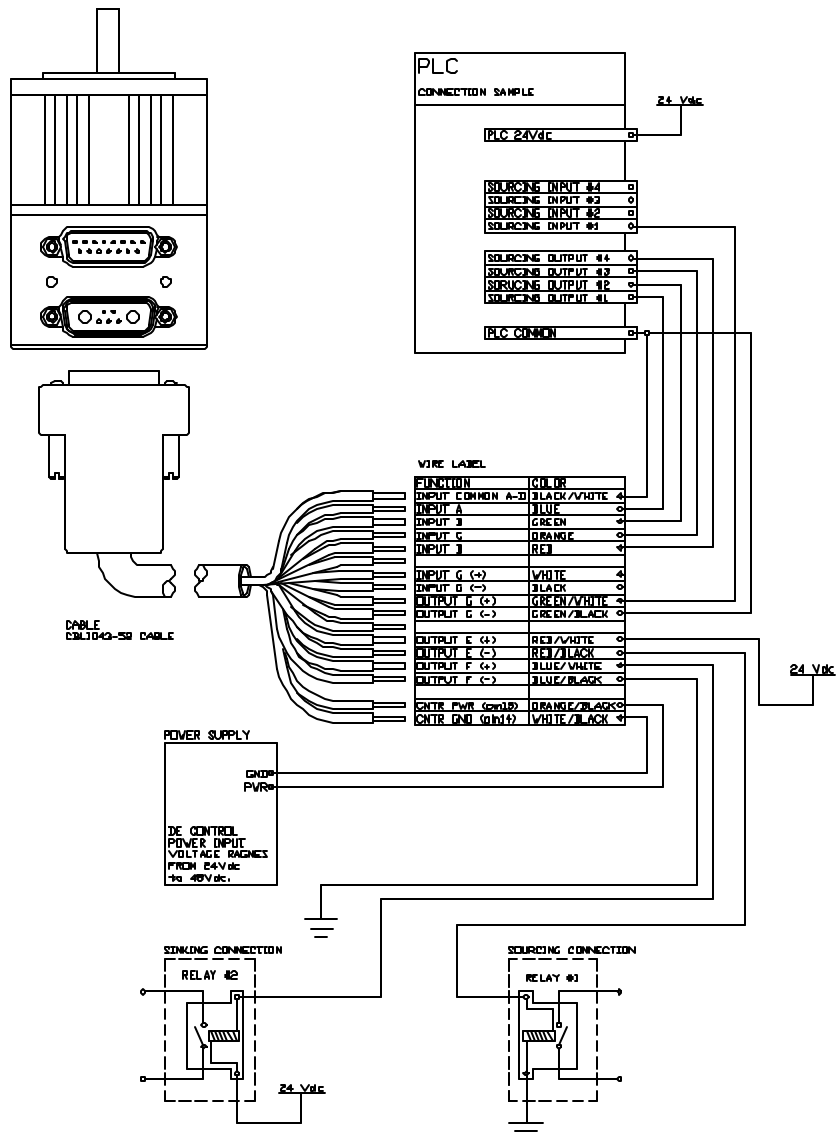 PLC
CONNECTION SAMPLE
24 Vdc
PLC 24Vdc
SOURCING INPUT #4
SOURCING INPUT #3
SOURCING INPUT #2
SOURCING INPUT #1
SOURCING OUTPUT #4
SOURCING OUTPUT #3
SORUCING OUTPUT #2
SOURCING OUTPUT #1
PLC COMMON
WIRE LABEL
FUNCTION COLOR
INPUT COMMON A-D BLACK/WHITE
INPUT A BLUE
INPUT B GREEN
INPUT C ORANGE
INPUT D RED
INPUT G (+) WHITE
INPUT G (-) BLACK
OUTPUT G (+) GREEN/WHITE
OUTPUT G (-) GREEN/BLACK
OUTPUT E (+) RED/WHITE
OUTPUT E (-) RED/BLACK
OUTPUT F (+) BLUE/WHITE
OUTPUT F (-) BLUE/BLACK
CNTR PWR ORANGE/BLACK
CNTR GND (pin14) WHITE/BLACK
CABLE
CABLE
24 Vdc
POWER SUPPLY
GND
PWR
DE CONTROL
POWER INPUT
VOLTAGE RAGNES
FROM 24Vdc
to 48Vdc.
SINKING CONNECTION
RELAY #2
24 Vdc
SOURCING CONNECTION
RELAY #1